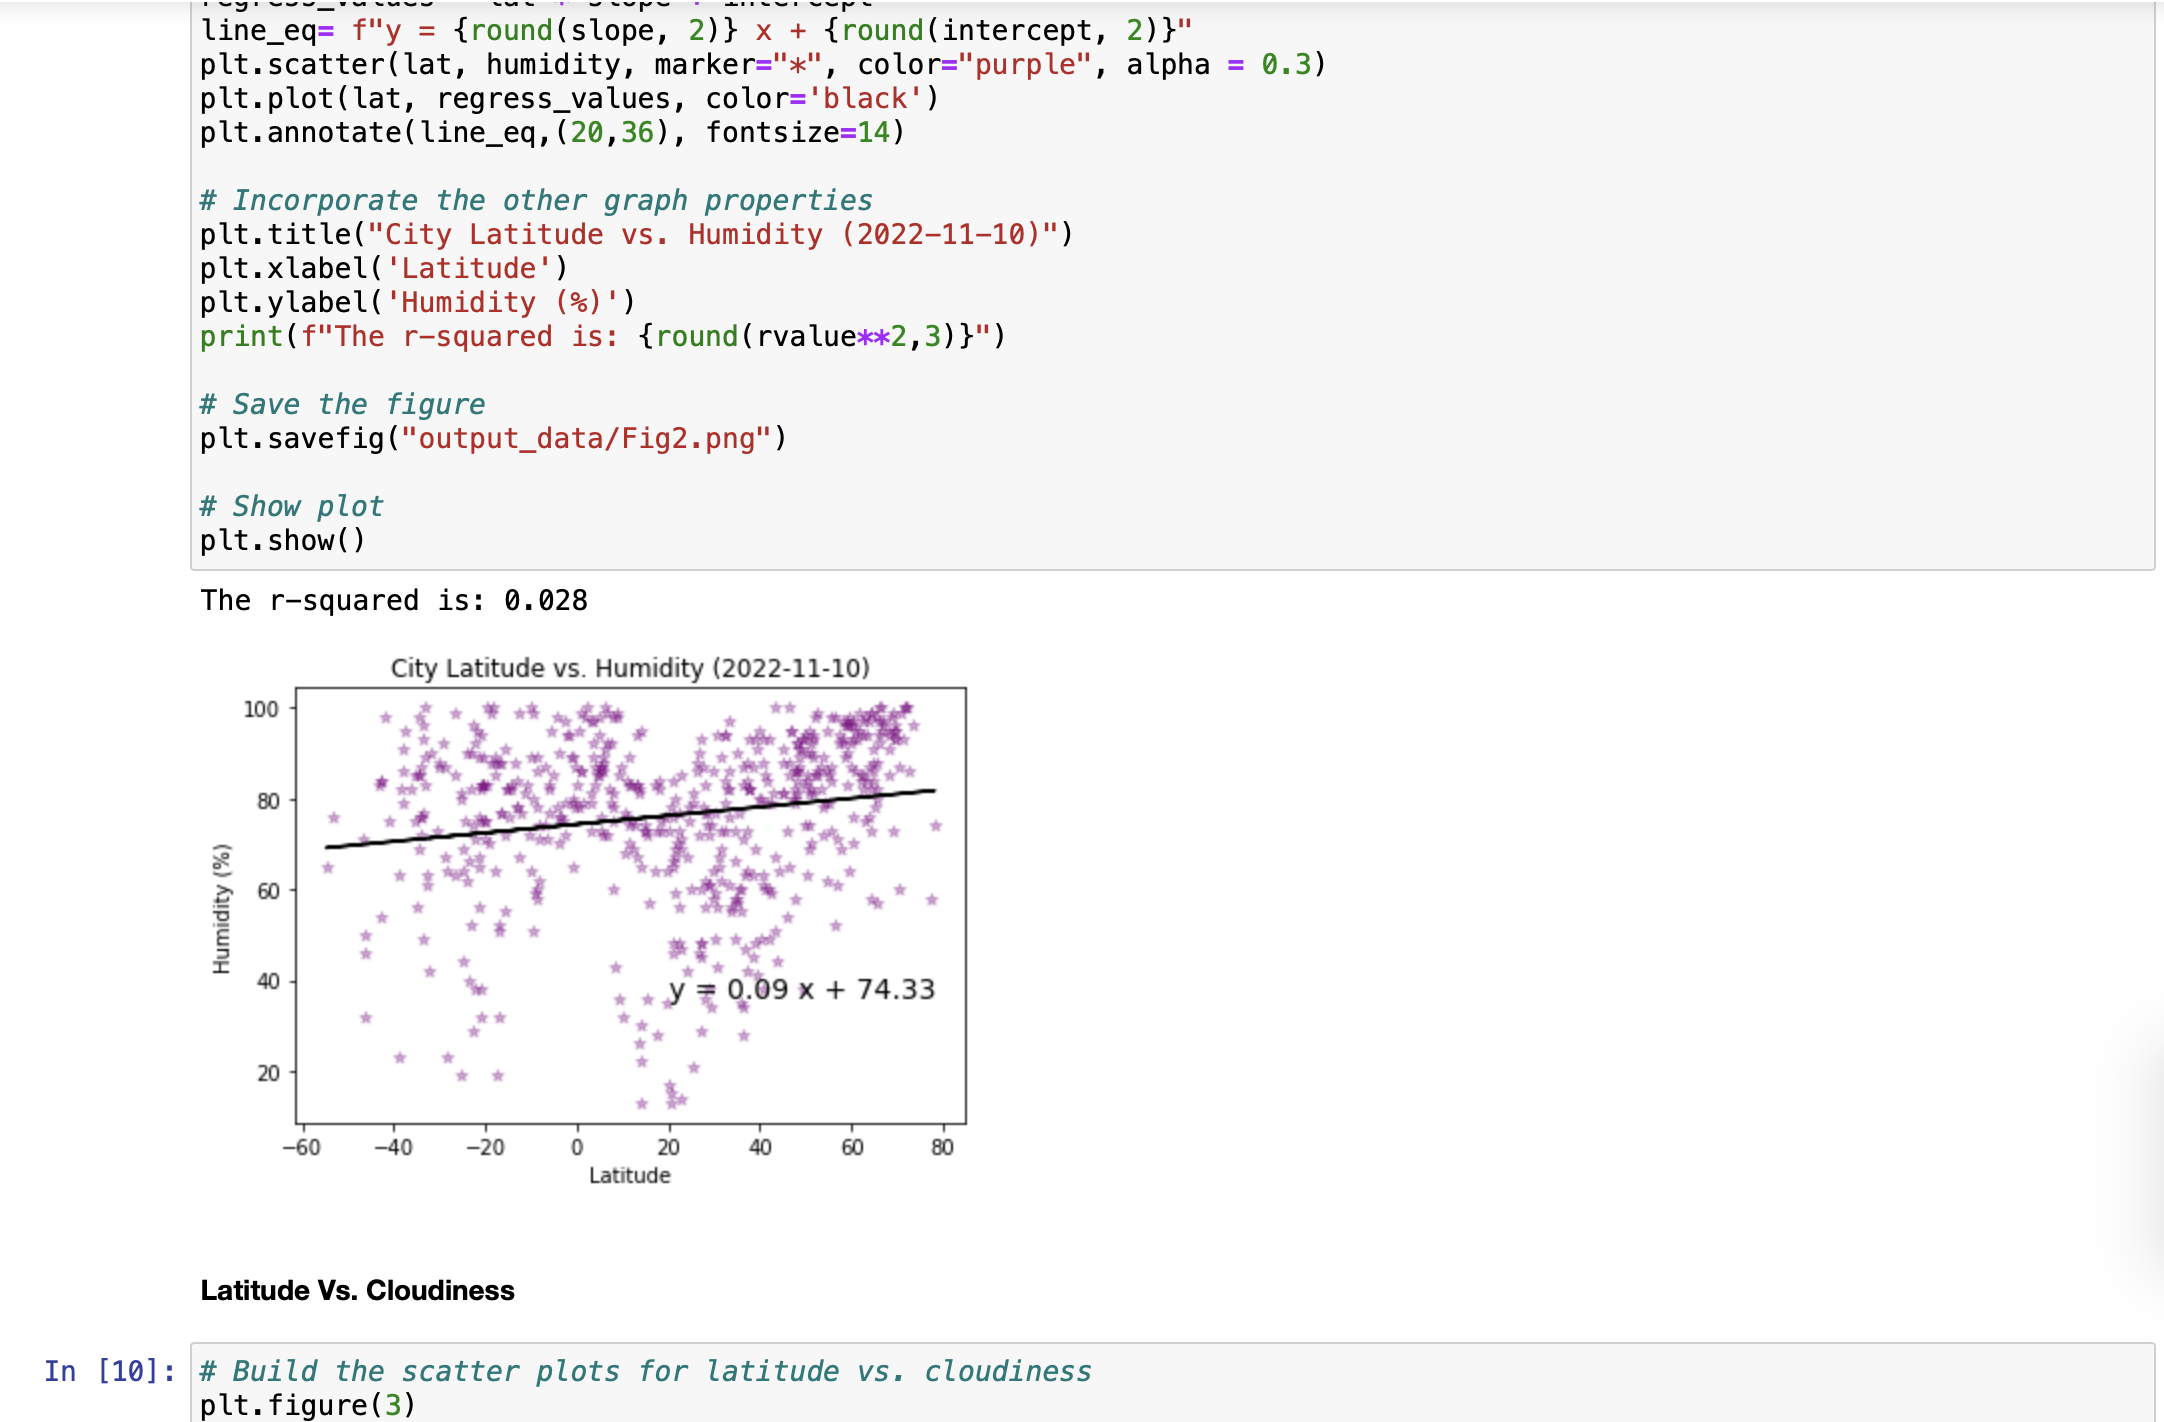 line_eq= f"y = {round(slope, 2)} x + {round(intercept, 2)}"
plt.scatter(lat, humidity, marker="*", color="purple", alpha = 0.3)
plt.plot(lat, regress_values, color='black')
plt.annotate(line_eq,(20,36), fontsize=14)
# Incorporate the other graph properties
plt.title("City Latitude vs. Humidity (2022-11-10)")
plt.xlabel('Latitude')
plt.ylabel('Humidity (%)')
print(f"The r-squared is: {round(rvalue**2,3)}")
# Save the figure
plt.savefig("output_data/Fig2.png")
# Show plot
plt.show()
The r-squared is: 0.028
City Latitude vs. Humidity (2022-11-10)
100
80
60
40
20
Humidity (%)
y = 0.09 x + 74.33
−60 −40 −20 0 20 40 60 80
Latitude
Latitude Vs. Cloudiness
In [10]: # Build the scatter plots for latitude vs. cloudiness
plt.figure(3)